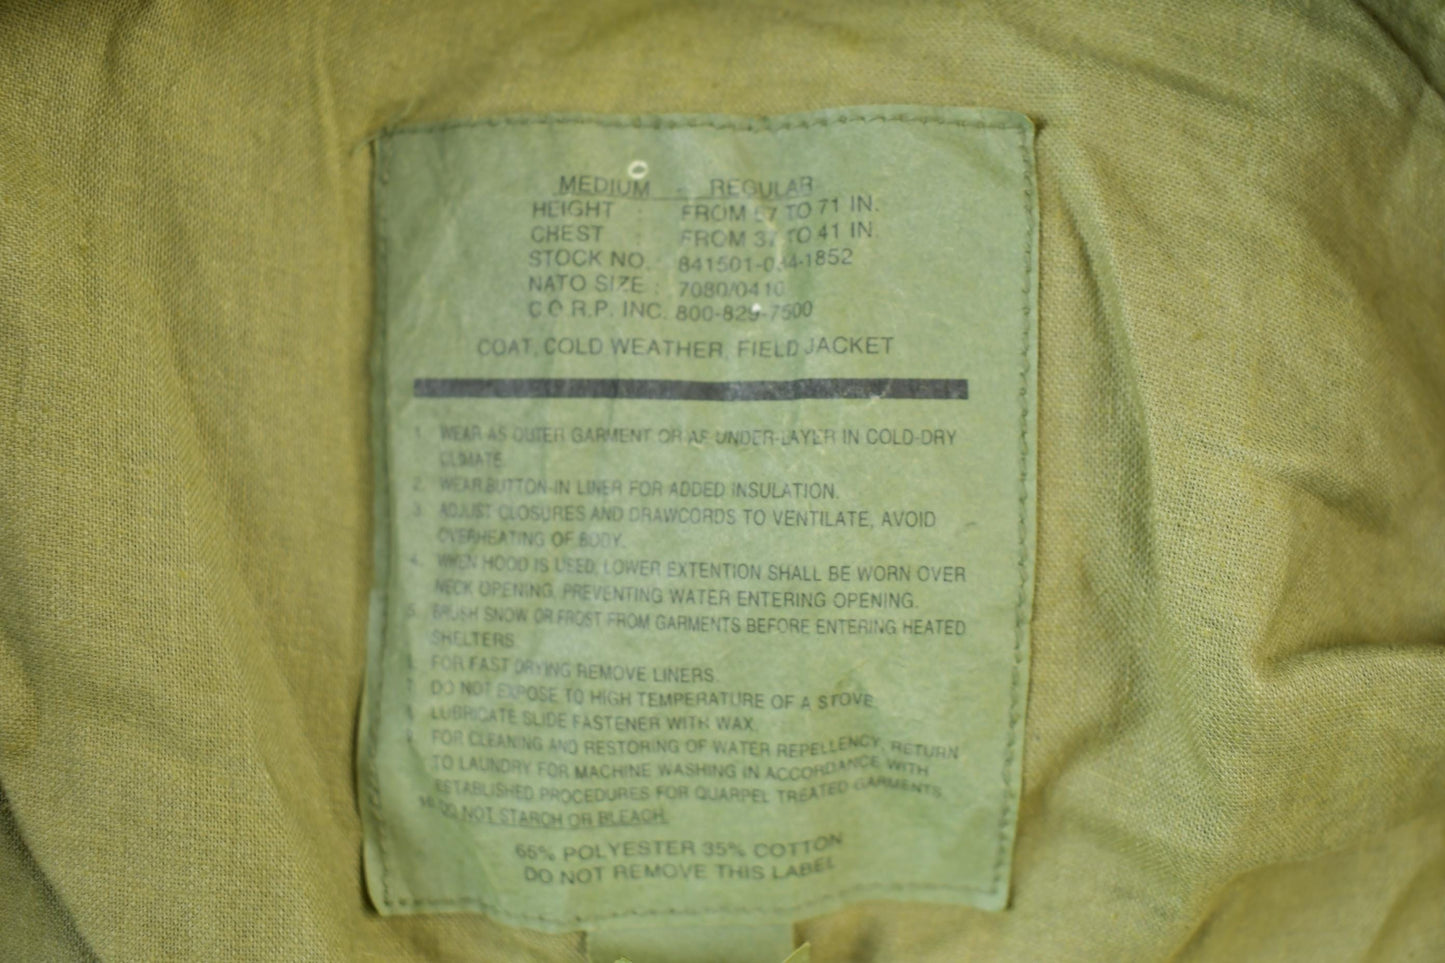 MEDIUM - REGULAR
HEIGHT : FROM 67 TO 71 IN.
CHEST : FROM 37 TO 41 IN.
STOCK NO. : 841501-034-1852
NATO SIZE : 7080/0410
C O R.P. INC. 800-829-7500
COAT, COLD WEATHER, FIELD JACKET
1. WEAR AS OUTER GARMENT OR AS UNDER-LAYER IN COLD-DRY
CLIMATE.
2. WEAR BUTTON-IN LINER FOR ADDED INSULATION.
3. ADJUST CLOSURES AND DRAWCORDS TO VENTILATE, AVOID
OVERHEATING OF BODY.
4. WHEN HOOD IS USED, LOWER EXTENTION SHALL BE WORN OVER
NECK OPENING, PREVENTING WATER ENTERING OPENING.
5. BRUSH SNOW OR FROST FROM GARMENTS BEFORE ENTERING HEATED
SHELTERS.
6. FOR FAST DRYING REMOVE LINERS.
7. DO NOT EXPOSE TO HIGH TEMPERATURE OF A STOVE.
8. LUBRICATE SLIDE FASTENER WITH WAX.
9. FOR CLEANING AND RESTORING OF WATER REPELLENCY, RETURN
TO LAUNDRY FOR MACHINE WASHING IN ACCORDANCE WITH
ESTABLISHED PROCEDURES FOR QUARPEL TREATED GARMENTS.
10. DO NOT STARCH OR BLEACH.
65% POLYESTER 35% COTTON
DO NOT REMOVE THIS LABEL